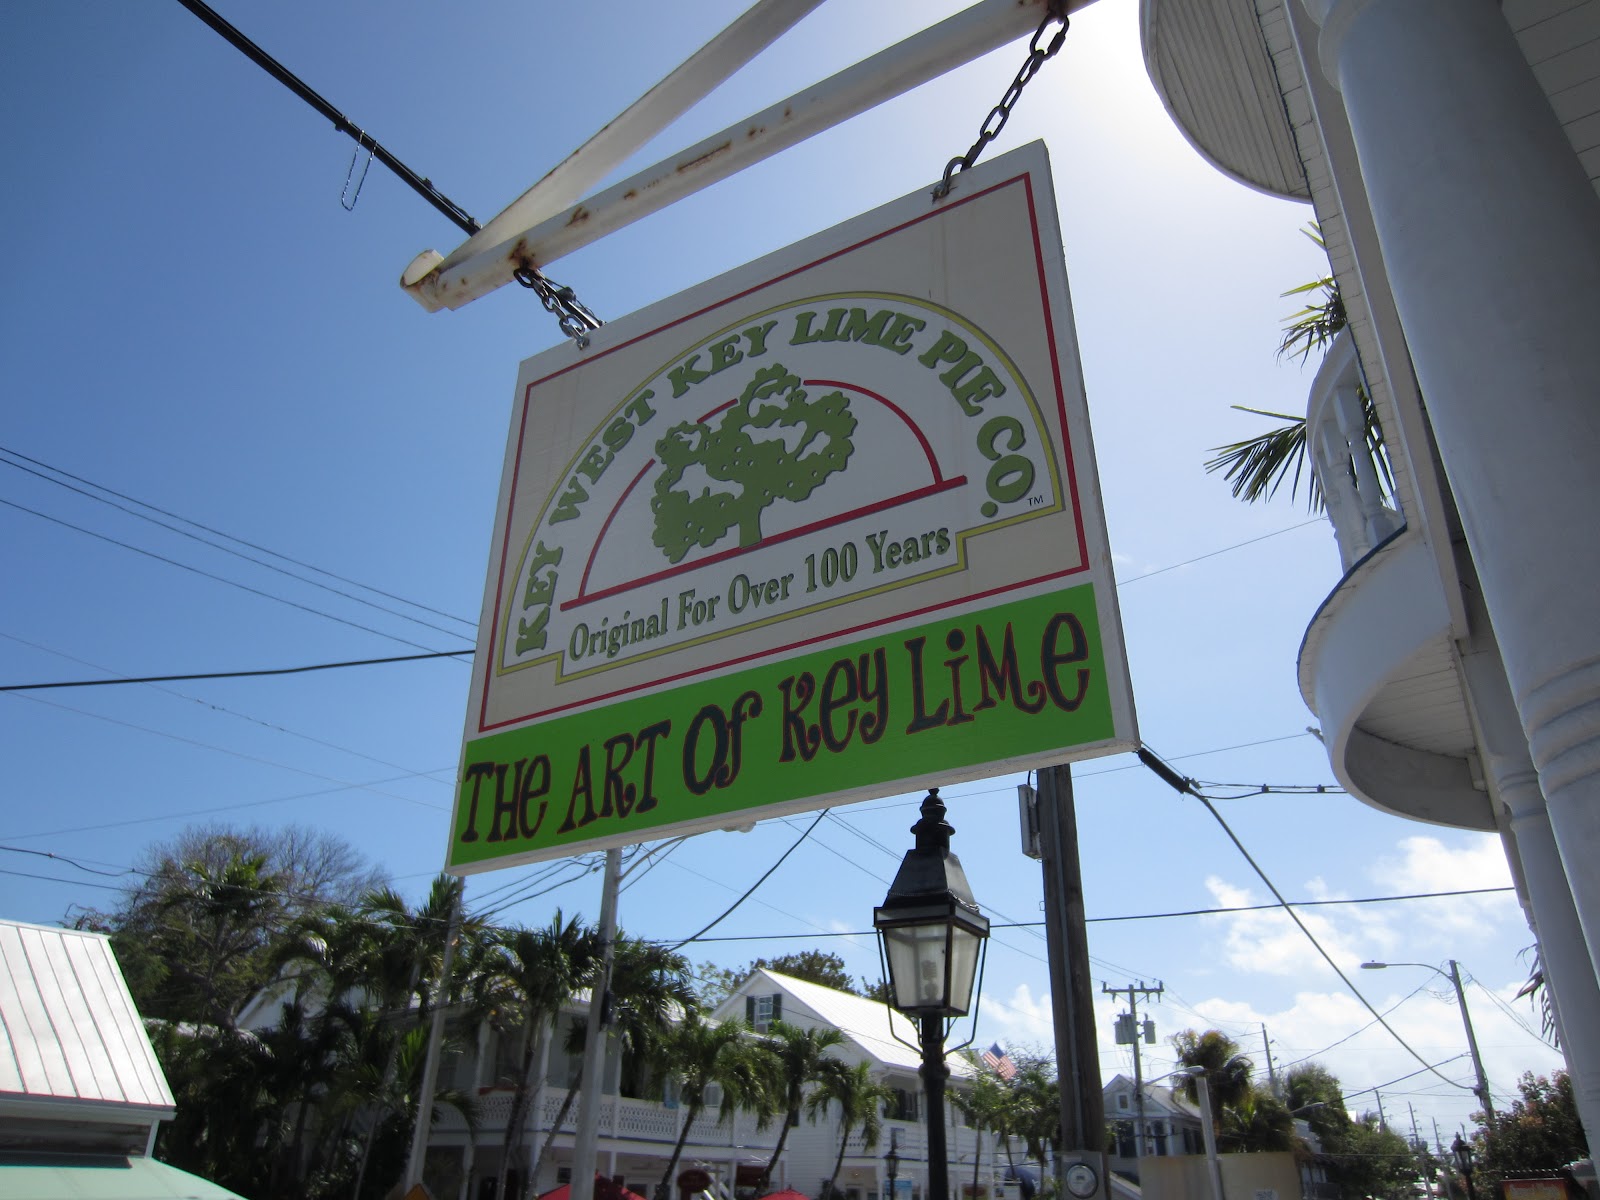 KEY WEST KEY LIME PIE CO.™
Original For Over 100 Years
THE ART Of KEY LiME